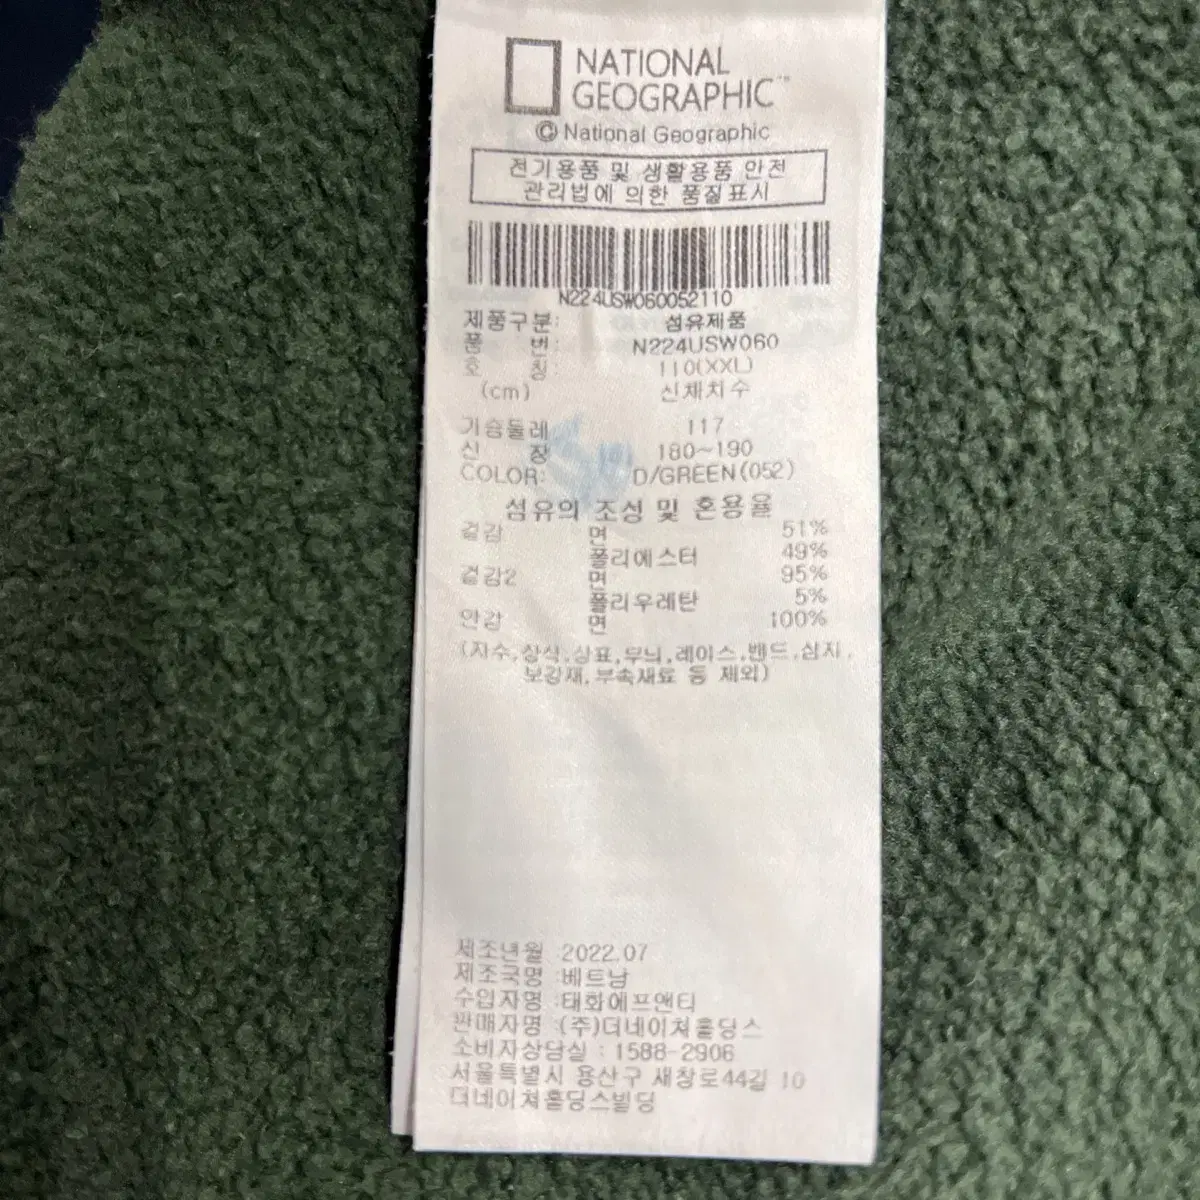 NATIONAL
GEOGRAPHIC™
© National Geographic
전기용품 및 생활용품 안전
관리법에 의한 품질표시
N224USW060052110
제품구분: 섬유제품
품 번: N224USW060
호 칭: 110(XXL)
(cm) 신체치수
가슴둘레 117
신 장 180~190
COLOR: D/GREEN(052)
섬유의 조성 및 혼용율
겉감 면 51%
폴리에스터 49%
겉감2 면 95%
폴리우레탄 5%
안감 면 100%
(자수,장식,상표,무늬,레이스,밴드,심지,
보강재,부속재료 등 제외)
제조년월 2022.07
제조국명 :베트남
수입자명 :태화에프앤티
판매자명 :(주)더네이쳐홀딩스
소비자상담실 : 1588-2906
서울특별시 용산구 새창로44길 10
더네이쳐홀딩스빌딩